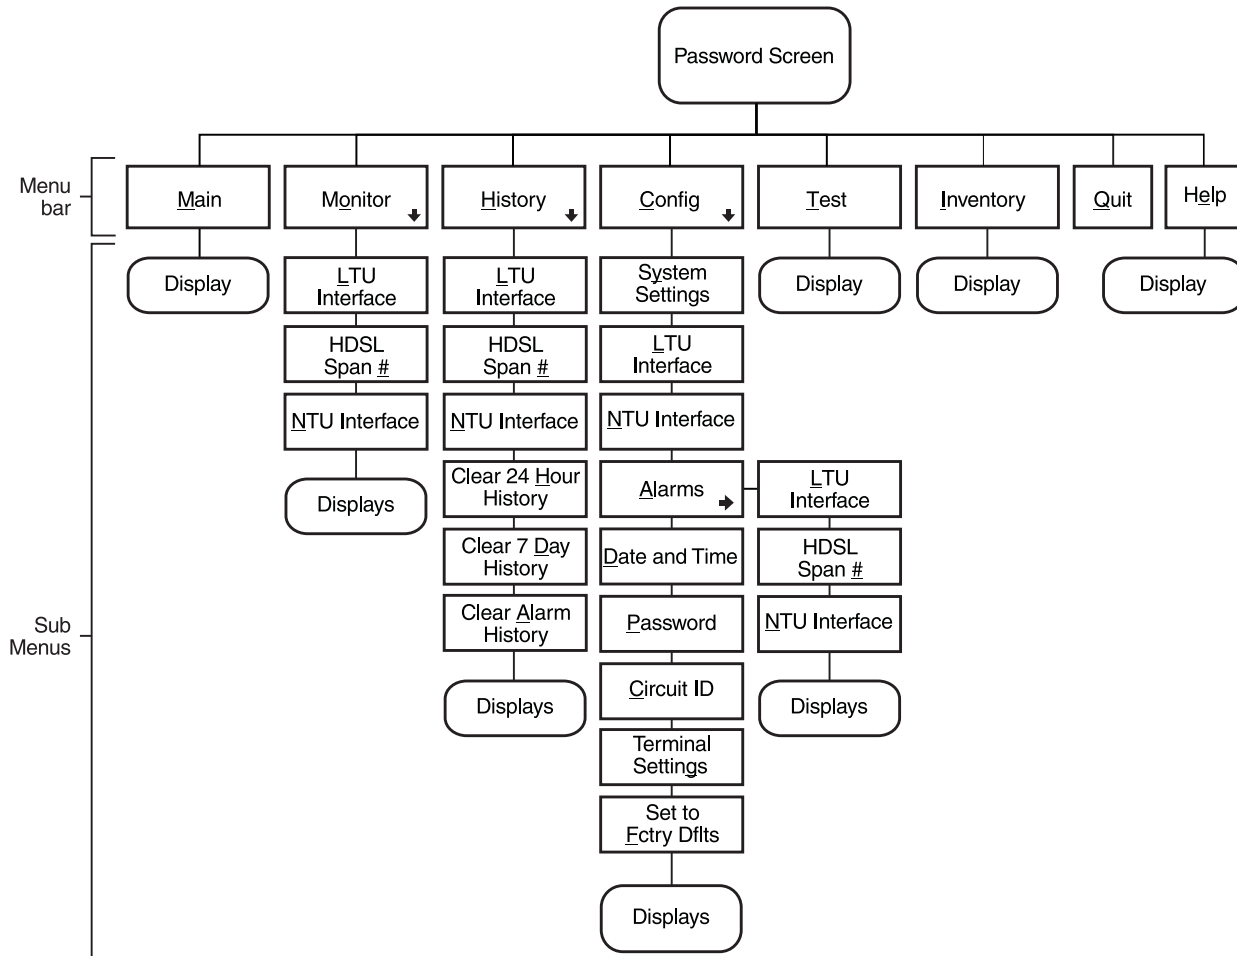 Password Screen
Menu
bar
Main
Monitor
History
Config
Test
Inventory
Quit
Help
Sub
Menus
Display
LTU
Interface
HDSL
Span #
NTU Interface
Displays
LTU
Interface
HDSL
Span #
NTU Interface
Clear 24 Hour
History
Clear 7 Day
History
Clear Alarm
History
Displays
System
Settings
LTU
Interface
NTU Interface
Alarms
Date and Time
Password
Circuit ID
Terminal
Settings
Set to
Fctry Dflts
Displays
LTU
Interface
HDSL
Span #
NTU Interface
Displays
Display
Display
Display